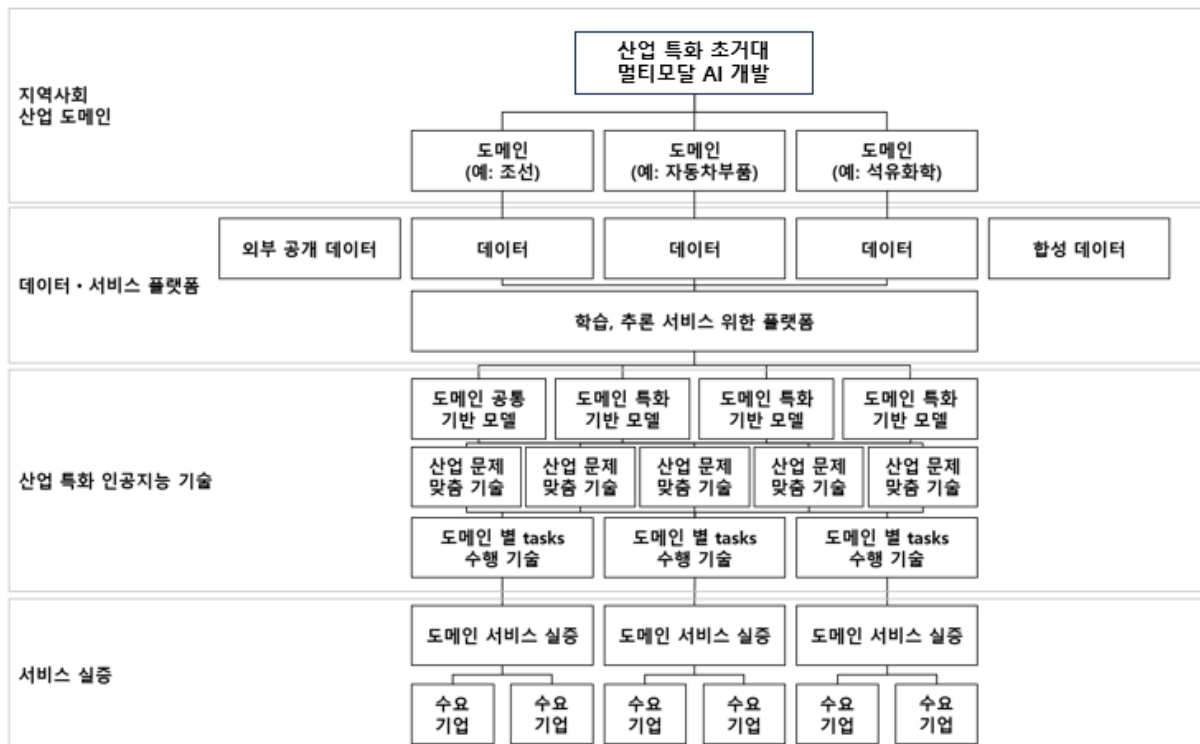 산업 특화 초거대
멀티모달 AI 개발
지역사회
산업 도메인
도메인
(예: 조선)
도메인
(예: 자동차부품)
도메인
(예: 석유화학)
외부 공개 데이터
데이터
데이터
데이터
합성 데이터
데이터・서비스 플랫폼
학습, 추론 서비스 위한 플랫폼
도메인 공통
기반 모델
도메인 특화
기반 모델
도메인 특화
기반 모델
도메인 특화
기반 모델
산업 특화 인공지능 기술
산업 문제
맞춤 기술
산업 문제
맞춤 기술
산업 문제
맞춤 기술
산업 문제
맞춤 기술
산업 문제
맞춤 기술
도메인 별 tasks
수행 기술
도메인 별 tasks
수행 기술
도메인 별 tasks
수행 기술
도메인 서비스 실증
도메인 서비스 실증
도메인 서비스 실증
서비스 실증
수요
기업
수요
기업
수요
기업
수요
기업
수요
기업
수요
기업